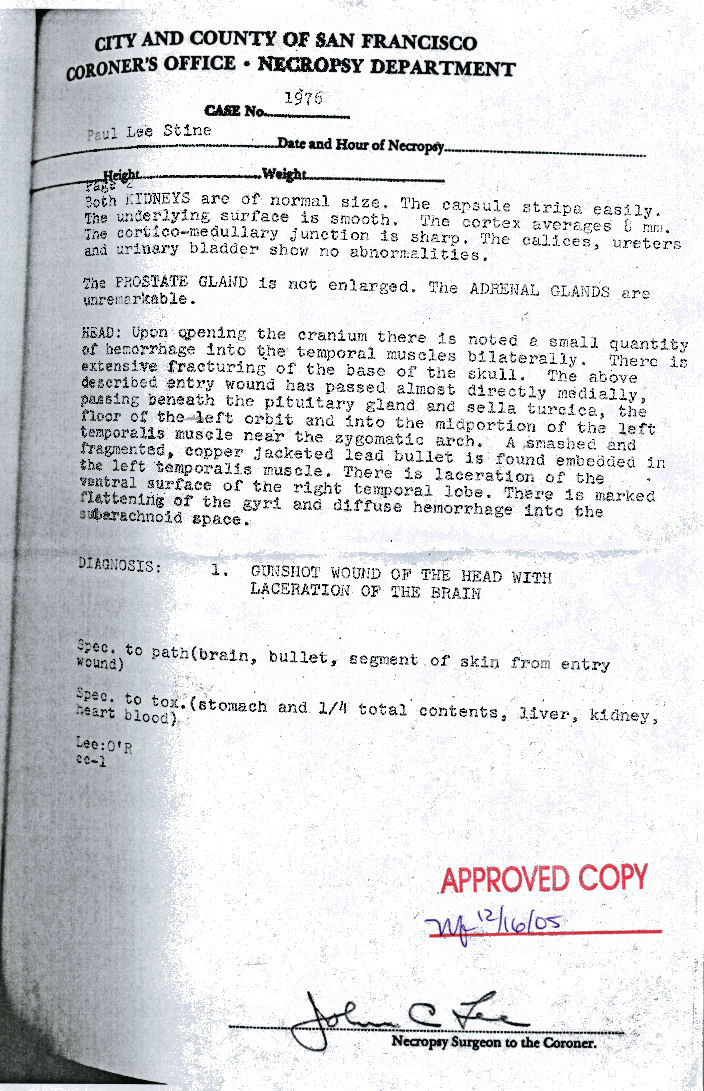 CITY AND COUNTY OF SAN FRANCISCO
CORONER'S OFFICE • NECROPSY DEPARTMENT
CASE No. 1976
Paul Lee Stine Date and Hour of Necropsy
Height Weight
Page 2
Both KIDNEYS are of normal size. The capsule stripa easily.
The underlying surface is smooth. The cortex averages 8 mm.
The cortico-medullary junction is sharp. The calices, ureters
and urinary bladder show no abnormalities.
The PROSTATE GLAND is not enlarged. The ADRENAL GLANDS are
unremarkable.
HEAD: Upon opening the cranium there is noted a small quantity
of hemorrhage into the temporal muscles bilaterally. There is
extensive fracturing of the base of the skull. The above
described entry wound has passed almost directly medially,
passing beneath the pituitary gland and sella turcica, the
floor of the left orbit and into the midportion of the left
temporalis muscle near the zygomatic arch. A smashed and
fragmented, copper jacketed lead bullet is found embedded in
the left temporalis muscle. There is laceration of the
ventral surface of the right temporal lobe. There is marked
flattening of the gyri and diffuse hemorrhage into the
subarachnoid space.
DIAGNOSIS: 1. GUNSHOT WOUND OF THE HEAD WITH
LACERATION OF THE BRAIN
Spec. to path(brain, bullet, segment of skin from entry
wound)
Spec. to tox.(stomach and 1/4 total contents, liver, kidney,
heart blood)
Lee:O'R
cc-1
APPROVED COPY
12/16/05
John C Lee
Necropsy Surgeon to the Coroner.